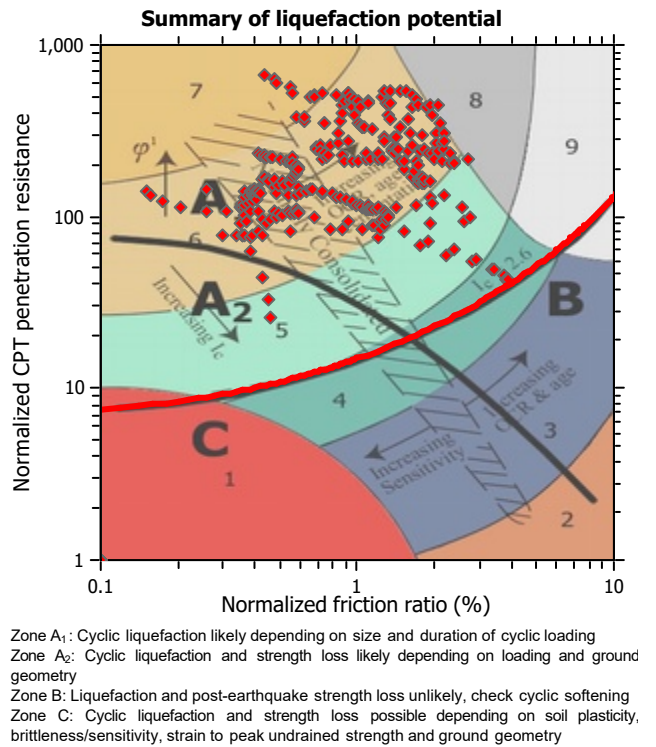 Summary of liquefaction potential
1,000
100
10
1
Normalized CPT penetration resistance
7
8
9
φ'
A
6
A2
Increasing Ic
5
Consolidated
Ic 2.6
B
4
Increasing
& age
3
Increasing
Sensitivity
C
1
2
0.1
1
10
Normalized friction ratio (%)
Zone A1: Cyclic liquefaction likely depending on size and duration of cyclic loading
Zone A2: Cyclic liquefaction and strength loss likely depending on loading and ground
geometry
Zone B: Liquefaction and post-earthquake strength loss unlikely, check cyclic softening
Zone C: Cyclic liquefaction and strength loss possible depending on soil plasticity,
brittleness/sensitivity, strain to peak undrained strength and ground geometry